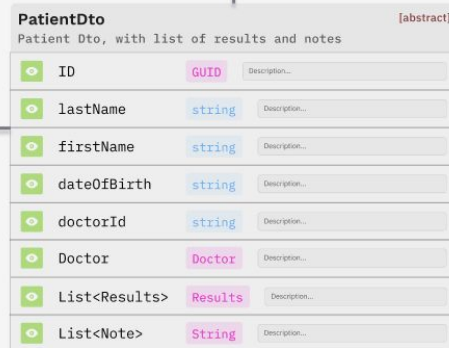 PatientDto [abstract]
Patient Dto, with list of results and notes
ID GUID Description...
lastName string Description...
firstName string Description...
dateOfBirth string Description...
doctorId string Description...
Doctor Doctor Description...
List<Results> Results Description...
List<Note> String Description...